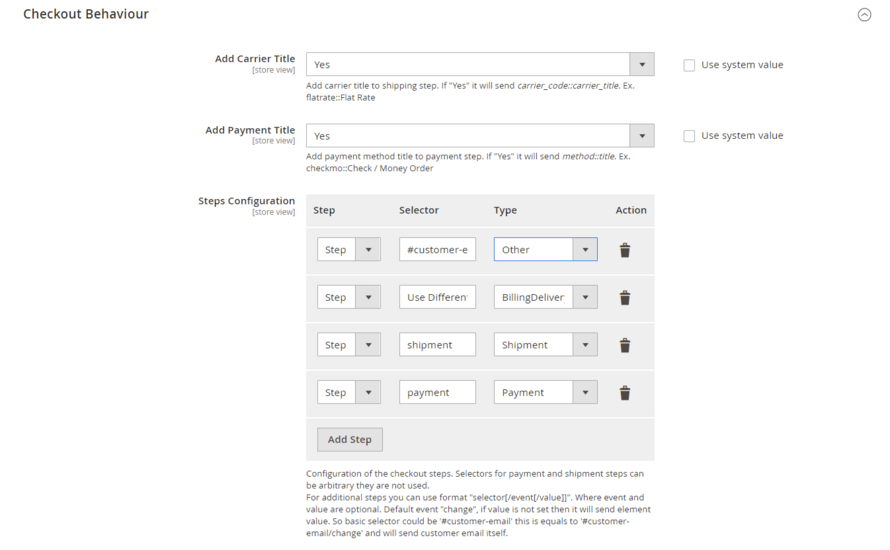 Checkout Behaviour
Add Carrier Title
[store view]
Yes
Use system value
Add carrier title to shipping step. If "Yes" it will send carrier_code::carrier_title. Ex.
flatrate::Flat Rate
Add Payment Title
[store view]
Yes
Use system value
Add payment method title to payment step. If "Yes" it will send method::title. Ex.
checkmo::Check / Money Order
Steps Configuration
[store view]
Step Selector Type Action
Step #customer-e Other
Step Use Differen BillingDeliver
Step shipment Shipment
Step payment Payment
Add Step
Configuration of the checkout steps. Selectors for payment and shipment steps can
be arbitrary they are not used.
For additional steps you can use format "selector[/event[/value]]". Where event and
value are optional. Default event "change", if value is not set then it will send element
value. So basic selector could be '#customer-email' this is equals to '#customer-
email/change' and will send customer email itself.